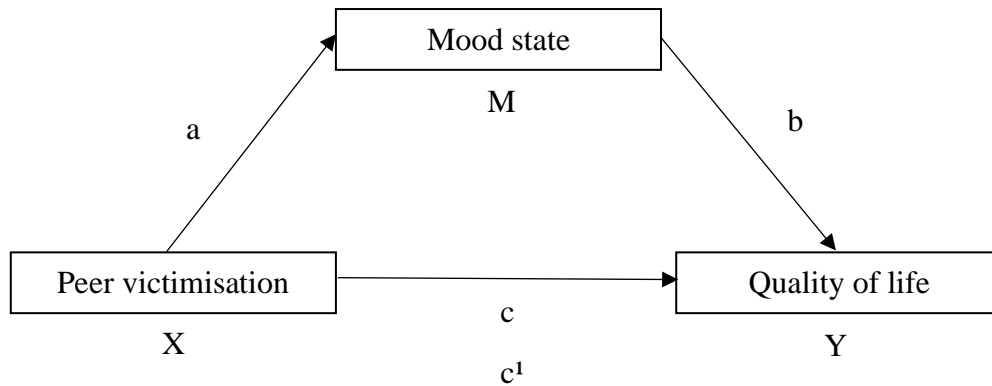 Mood state
M
a
b
Peer victimisation
Quality of life
c
X
Y
c¹